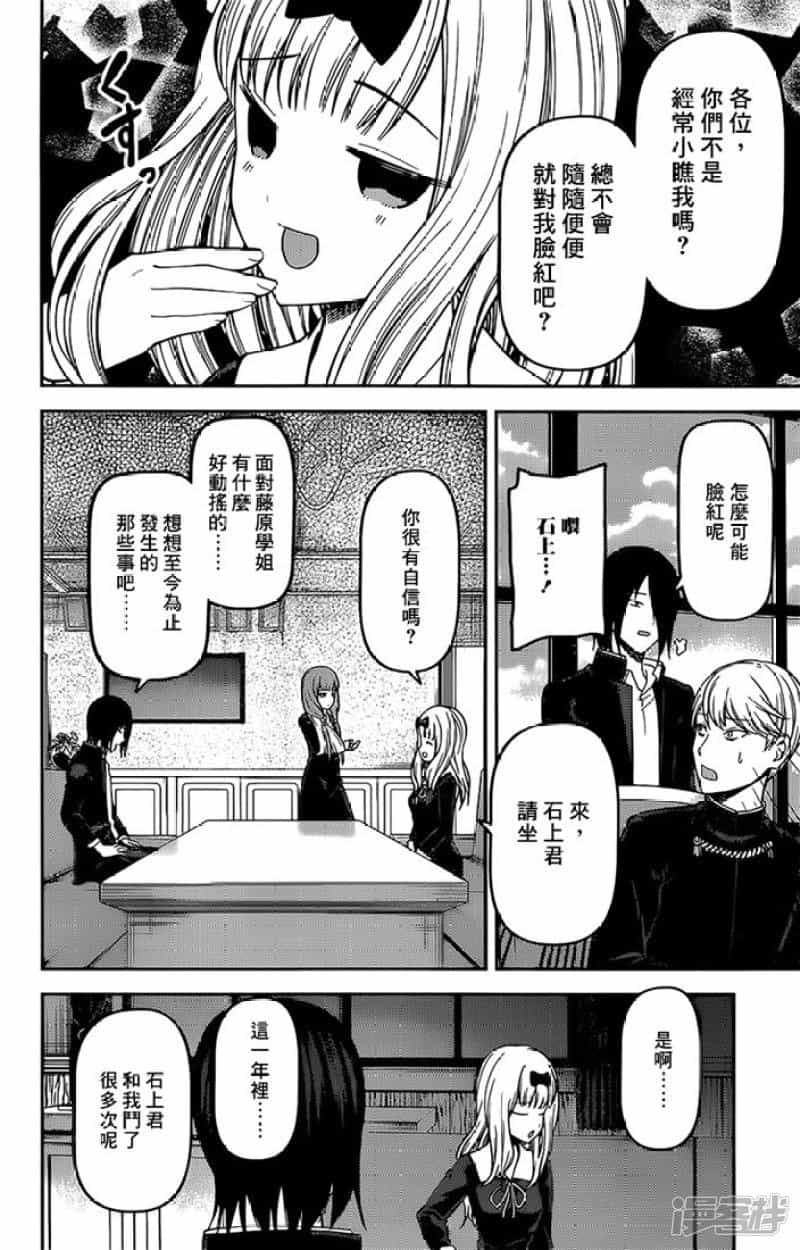 各位，
你們不是
經常小瞧我嗎？
總不會
隨隨便便
就對我臉紅吧？
くすっ
怎麼可能
臉紅呢
喂
石上…！
來，
石上君
請坐
你很有自信嗎？
面對藤原學姐
有什麼
好動搖的…
想想至今為止
發生的
那些事吧……
是啊……
這一年裡……
石上君
和我鬥了
很多次呢
漫客栈